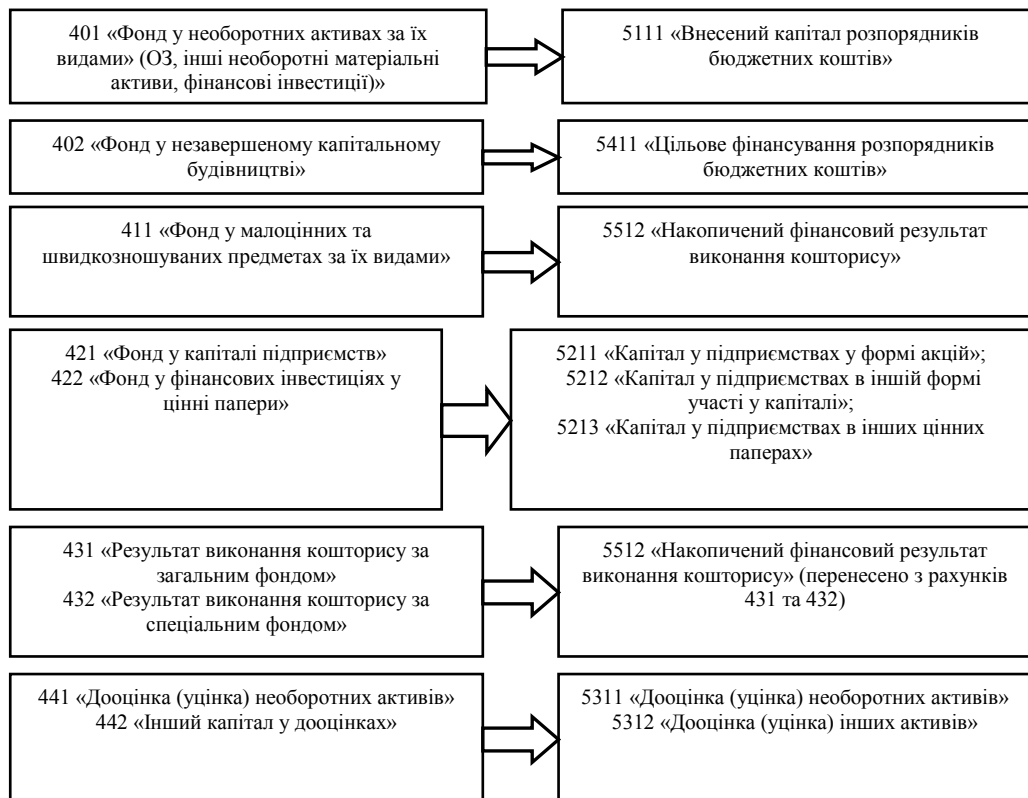 401 «Фонд у необоротних активах за їх
видами» (ОЗ, інші необоротні матеріальні
активи, фінансові інвестиції)»
5111 «Внесений капітал розпорядників
бюджетних коштів»
402 «Фонд у незавершеному капітальному
будівництві»
5411 «Цільове фінансування розпорядників
бюджетних коштів»
411 «Фонд у малоцінних та
швидкозношуваних предметах за їх видами»
5512 «Накопичений фінансовий результат
виконання кошторису»
421 «Фонд у капіталі підприємств»
422 «Фонд у фінансових інвестиціях у
цінні папери»
5211 «Капітал у підприємствах у формі акцій»;
5212 «Капітал у підприємствах в іншій формі
участі у капіталі»;
5213 «Капітал у підприємствах в інших цінних
паперах»
431 «Результат виконання кошторису за
загальним фондом»
432 «Результат виконання кошторису за
спеціальним фондом»
5512 «Накопичений фінансовий результат
виконання кошторису» (перенесено з рахунків
431 та 432)
441 «Дооцінка (уцінка) необоротних активів»
442 «Інший капітал у дооцінках»
5311 «Дооцінка (уцінка) необоротних активів»
5312 «Дооцінка (уцінка) інших активів»